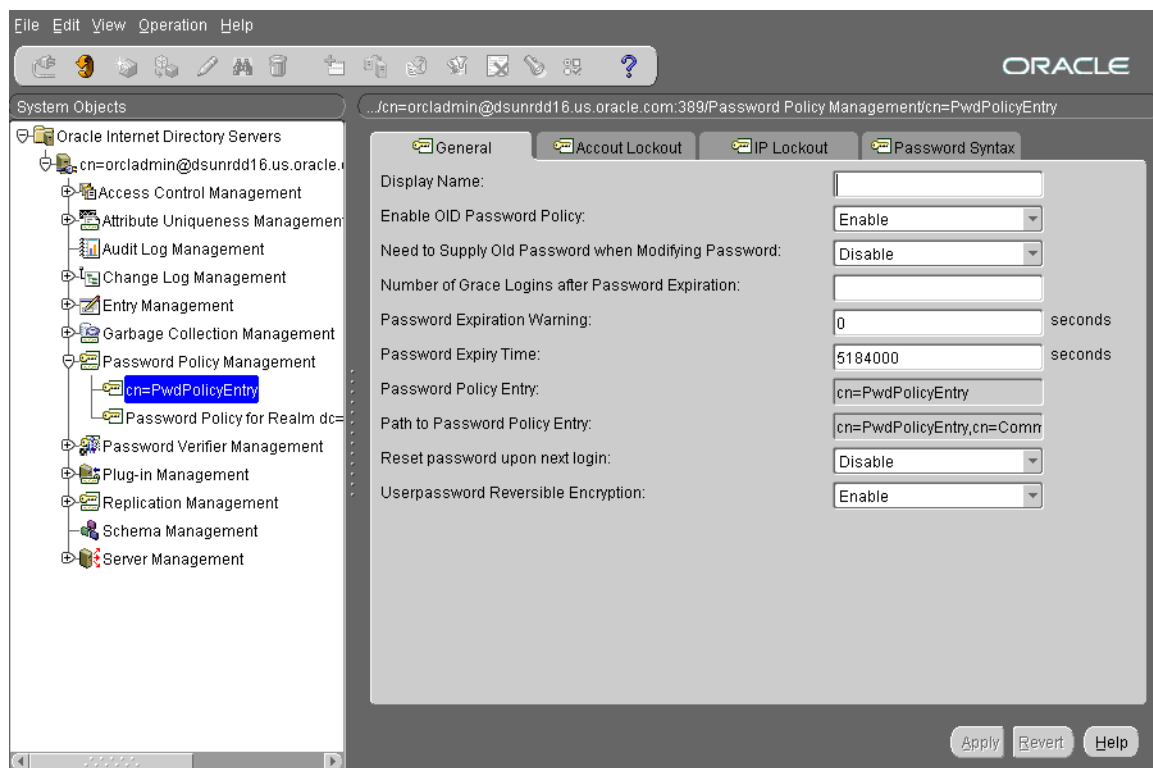 File Edit View Operation Help
ORACLE
System Objects
Oracle Internet Directory Servers
cn=orcladmin@dsunrdd16.us.oracle.
Access Control Management
Attribute Uniqueness Managemen
Audit Log Management
Change Log Management
Entry Management
Garbage Collection Management
Password Policy Management
cn=PwdPolicyEntry
Password Policy for Realm dc=
Password Verifier Management
Plug-in Management
Replication Management
Schema Management
Server Management
.../cn=orcladmin@dsunrdd16.us.oracle.com:389/Password Policy Management/cn=PwdPolicyEntry
General Accout Lockout IP Lockout Password Syntax
Display Name:
Enable OID Password Policy: Enable
Need to Supply Old Password when Modifying Password: Disable
Number of Grace Logins after Password Expiration:
Password Expiration Warning: 0 seconds
Password Expiry Time: 5184000 seconds
Password Policy Entry: cn=PwdPolicyEntry
Path to Password Policy Entry: cn=PwdPolicyEntry,cn=Comm
Reset password upon next login: Disable
Userpassword Reversible Encryption: Enable
Apply Revert Help